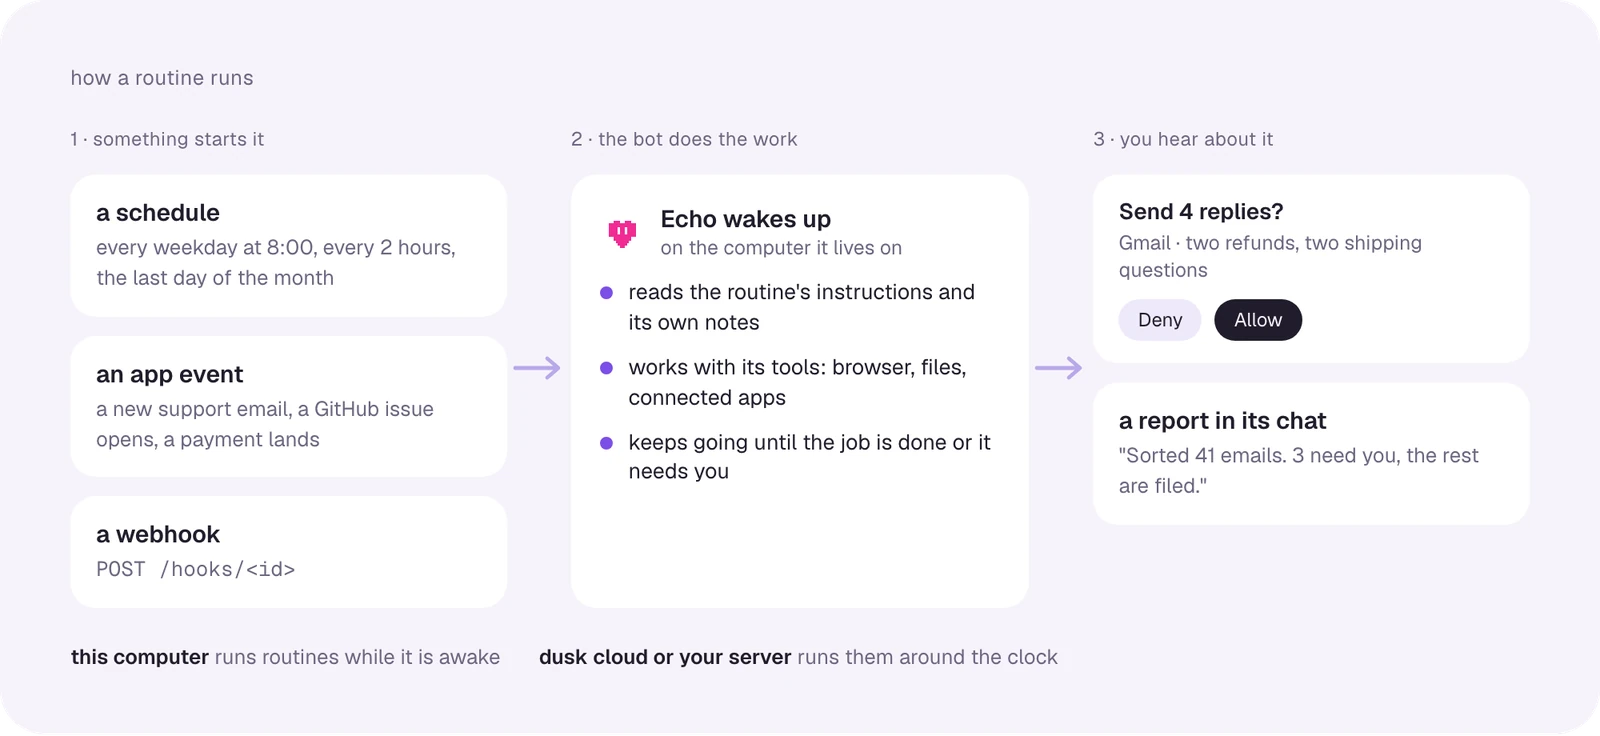 how a routine runs
1 · something starts it
a schedule
every weekday at 8:00, every 2 hours,
the last day of the month
an app event
a new support email, a GitHub issue
opens, a payment lands
a webhook
POST /hooks/<id>
2 · the bot does the work
Echo wakes up
on the computer it lives on
reads the routine's instructions and
its own notes
works with its tools: browser, files,
connected apps
keeps going until the job is done or it
needs you
3 · you hear about it
Send 4 replies?
Gmail · two refunds, two shipping
questions
Deny
Allow
a report in its chat
"Sorted 41 emails. 3 need you, the rest
are filed."
this computer runs routines while it is awake
dusk cloud or your server runs them around the clock